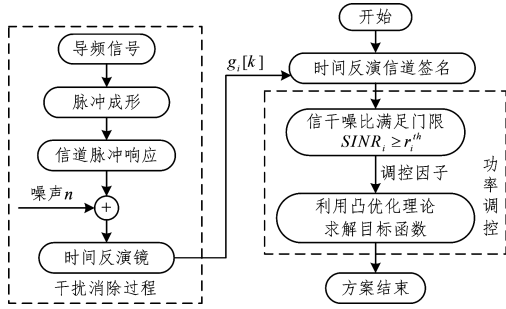 导频信号
脉冲成形
信道脉冲响应
噪声n
+
时间反演镜
干扰消除过程
g_i[k]
开始
时间反演信道签名
信干噪比满足门限
SINR_i ≥ r_i^th
调控因子
利用凸优化理论
求解目标函数
功率调控
方案结束